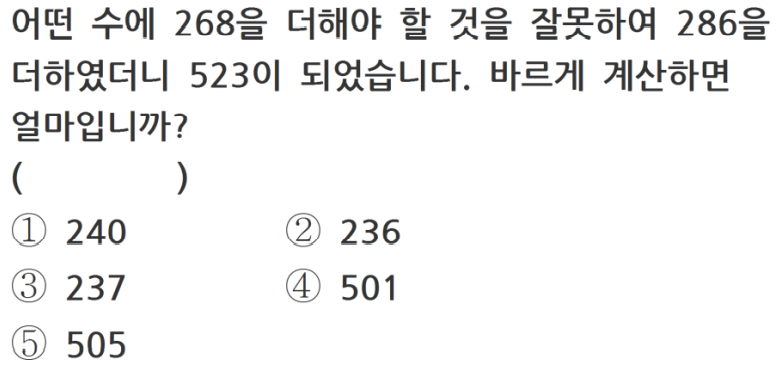 어떤 수에 268을 더해야 할 것을 잘못하여 286을
더하였더니 523이 되었습니다. 바르게 계산하면
얼마입니까?
(          )
① 240 ② 236
③ 237 ④ 501
⑤ 505